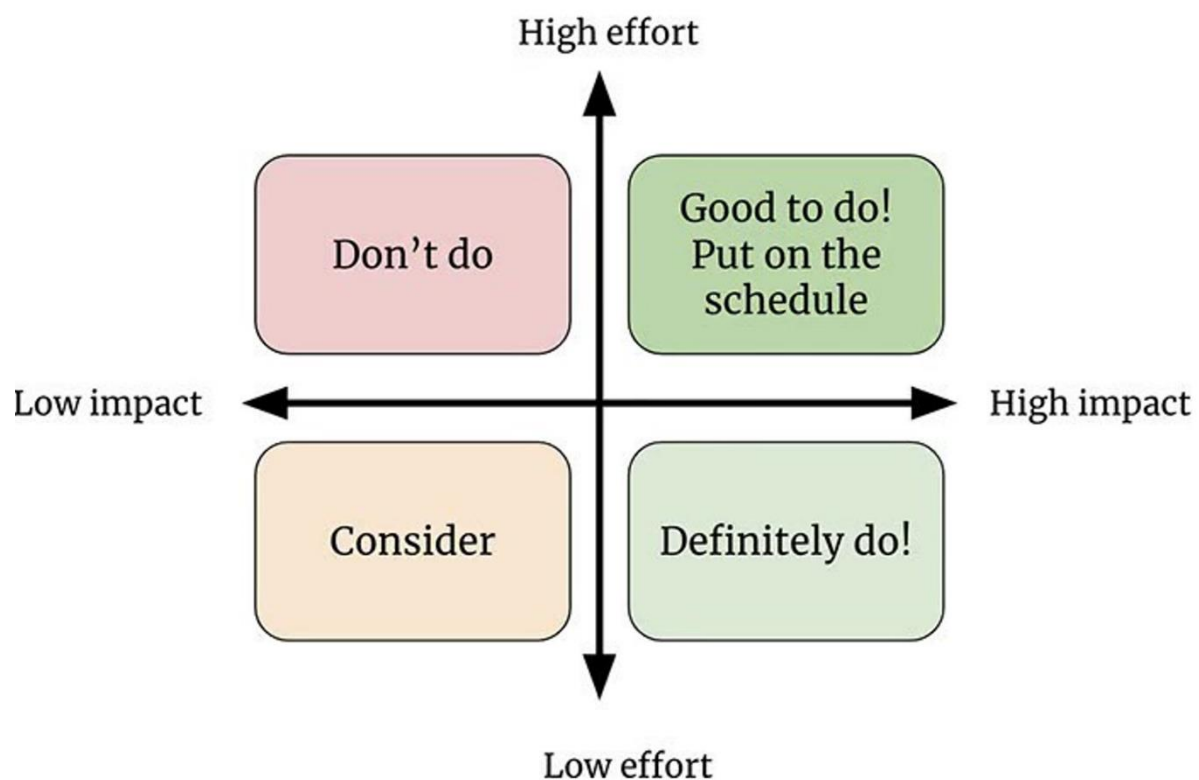 High effort
Don’t do
Good to do!
Put on the
schedule
Low impact
High impact
Consider
Definitely do!
Low effort